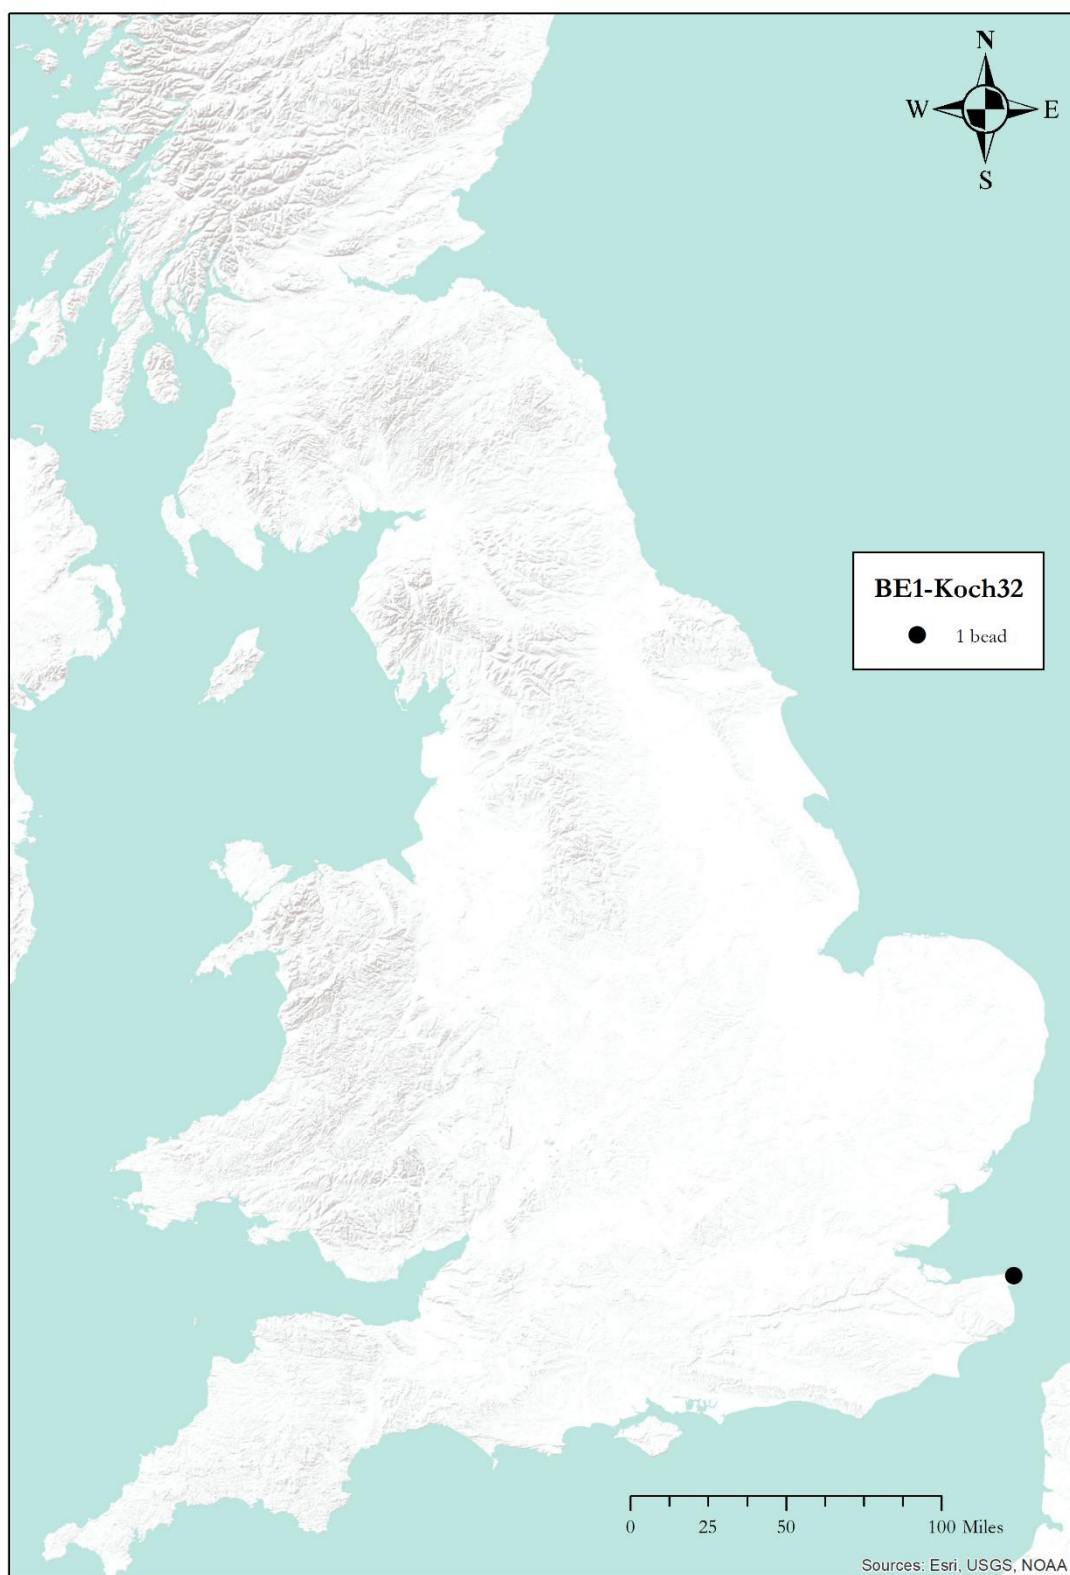 N
W E
S
BE1-Koch32
1 bead
0 25 50 100 Miles
Sources: Esri, USGS, NOAA